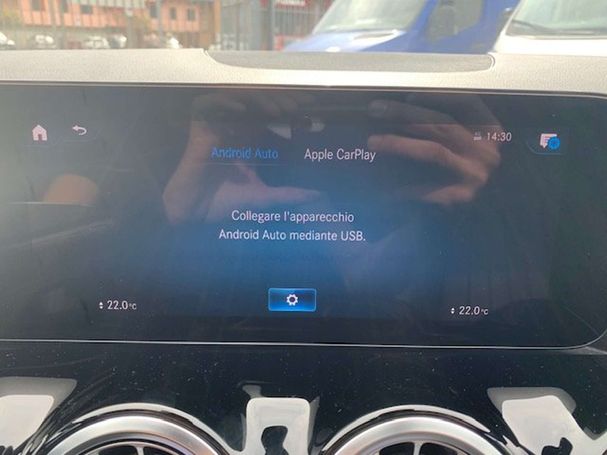 14:30
Android Auto Apple CarPlay
Collegare l'apparecchio
Android Auto mediante USB.
22.0°C 22.0°C